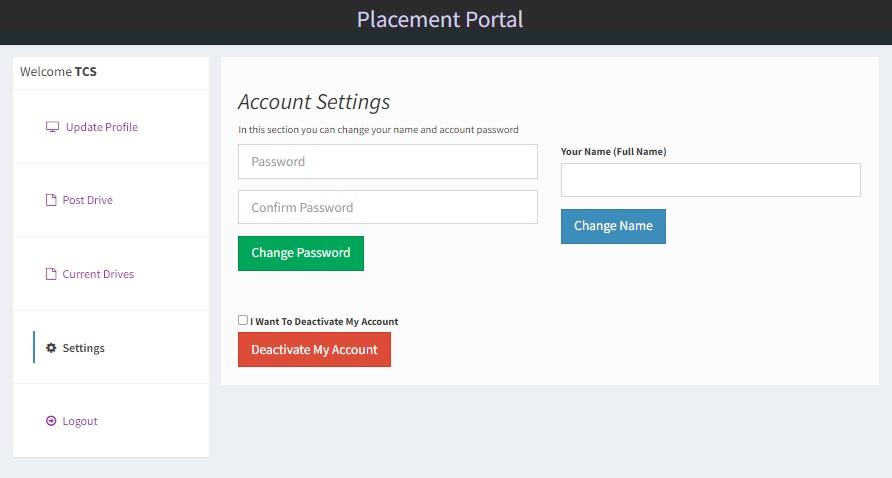 Placement Portal
Welcome TCS
Update Profile
Post Drive
Current Drives
Settings
Logout
Account Settings
In this section you can change your name and account password
Password
Confirm Password
Change Password
Your Name (Full Name)
Change Name
I Want To Deactivate My Account
Deactivate My Account